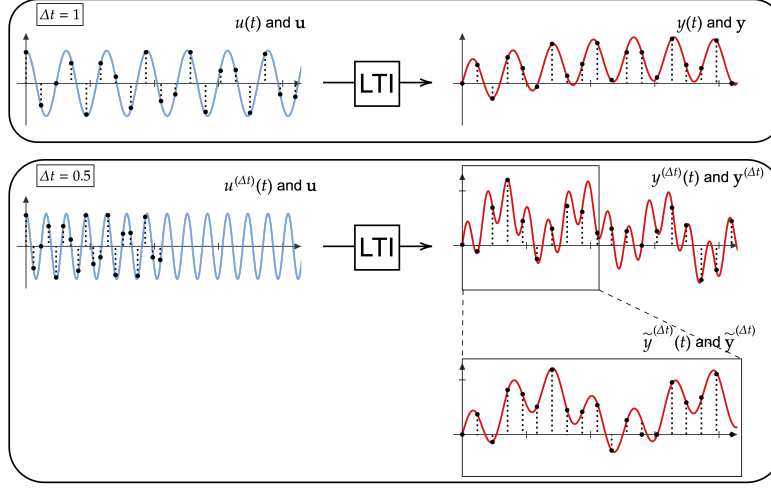 Δt = 1
u(t) and u
y(t) and y
LTI
Δt = 0.5
u^(Δt)(t) and u
y^(Δt)(t) and y^(Δt)
LTI
ỹ^(Δt)(t) and ỹ^(Δt)